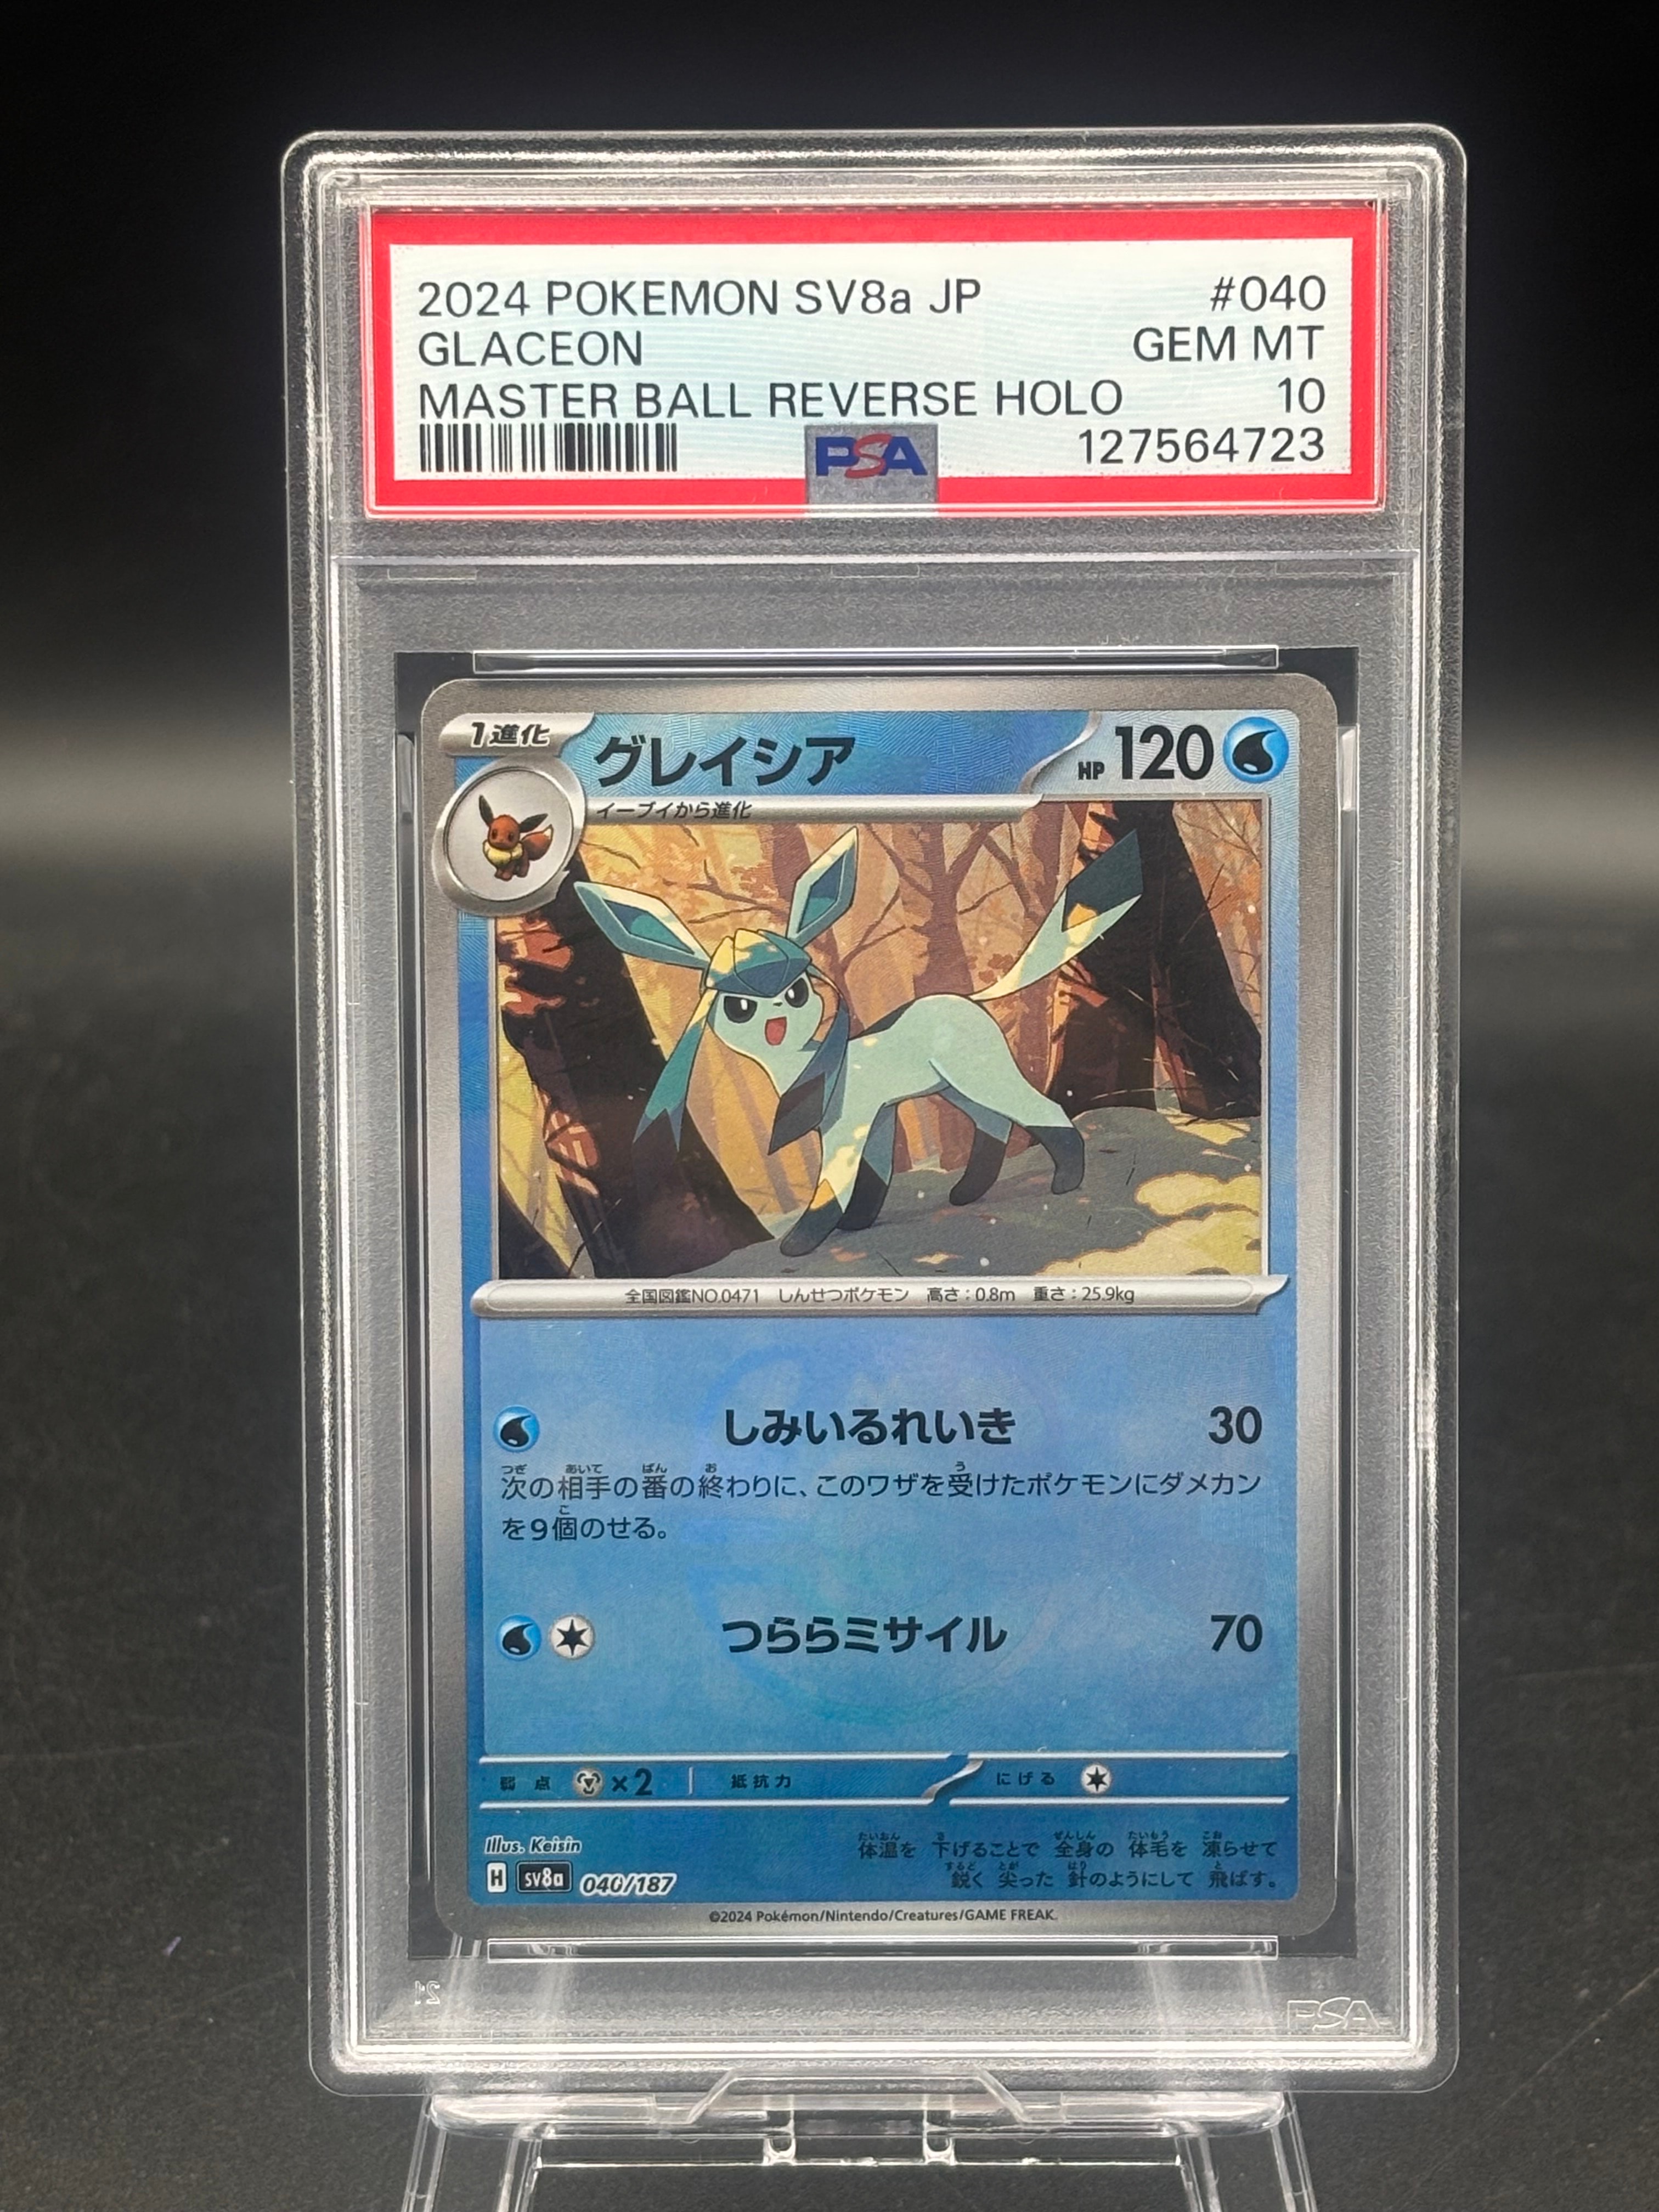 2024 POKEMON SV8a JP #040
GLACEON GEM MT
MASTER BALL REVERSE HOLO 10
PSA 127564723
1進化 グレイシア HP 120
イーブイから進化
全国図鑑NO.0471 しんせつポケモン 高さ:0.8m 重さ:25.9kg
しみいるれいき 30
次の相手の番の終わりに、このワザを受けたポケモンにダメカン
を9個のせる。
つららミサイル 70
弱点 ×2 抵抗力 にげる
Illus. Keisin
体温を 下げることで 全身の 体毛を 凍らせて
鋭く 尖った 針のようにして 飛ばす。
H SV8a 040/187
©2024 Pokémon/Nintendo/Creatures/GAME FREAK.
PSA